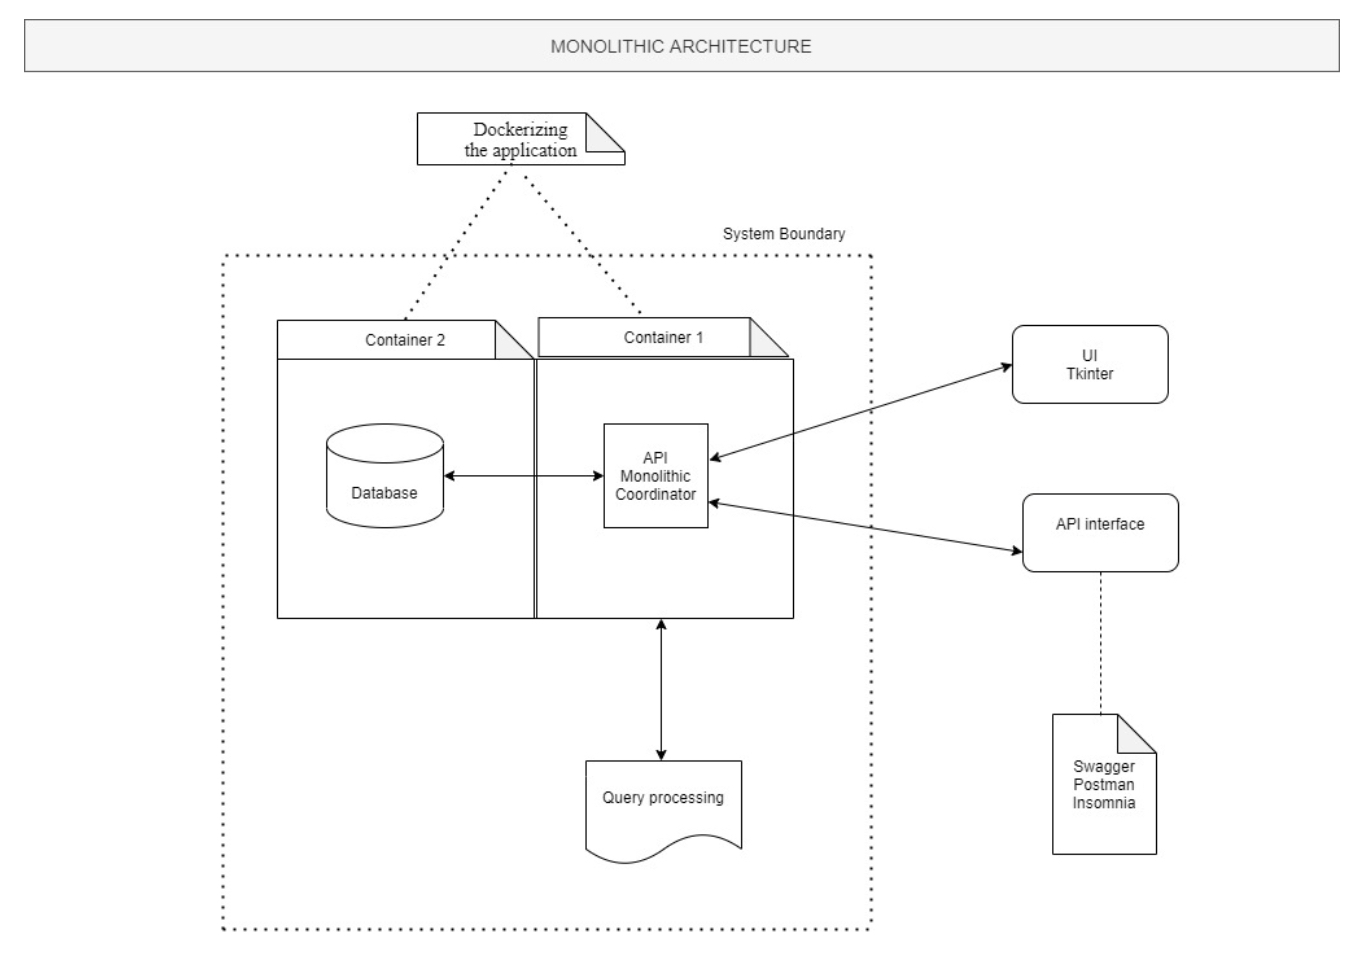 MONOLITHIC ARCHITECTURE
Dockerizing
the application
System Boundary
Container 2
Container 1
UI
Tkinter
API
Monolithic
Coordinator
Database
API interface
Swagger
Postman
Insomnia
Query processing